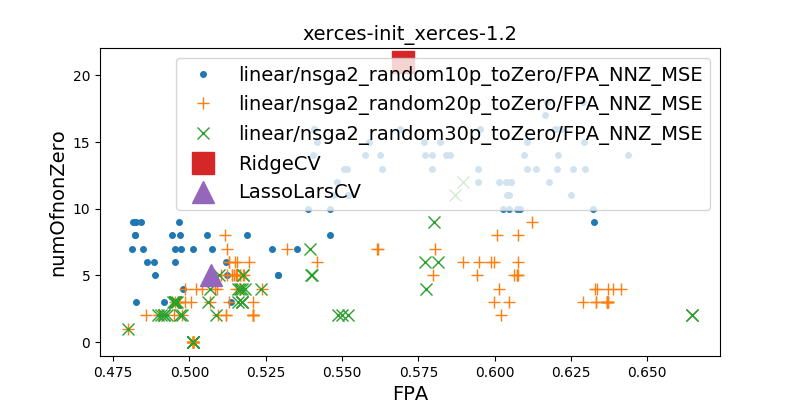 xerces-init_xerces-1.2
linear/nsga2_random10p_toZero/FPA_NNZ_MSE
linear/nsga2_random20p_toZero/FPA_NNZ_MSE
linear/nsga2_random30p_toZero/FPA_NNZ_MSE
RidgeCV
LassoLarsCV
numOfnonZero
20
15
10
5
0
0.475 0.500 0.525 0.550 0.575 0.600 0.625 0.650
FPA